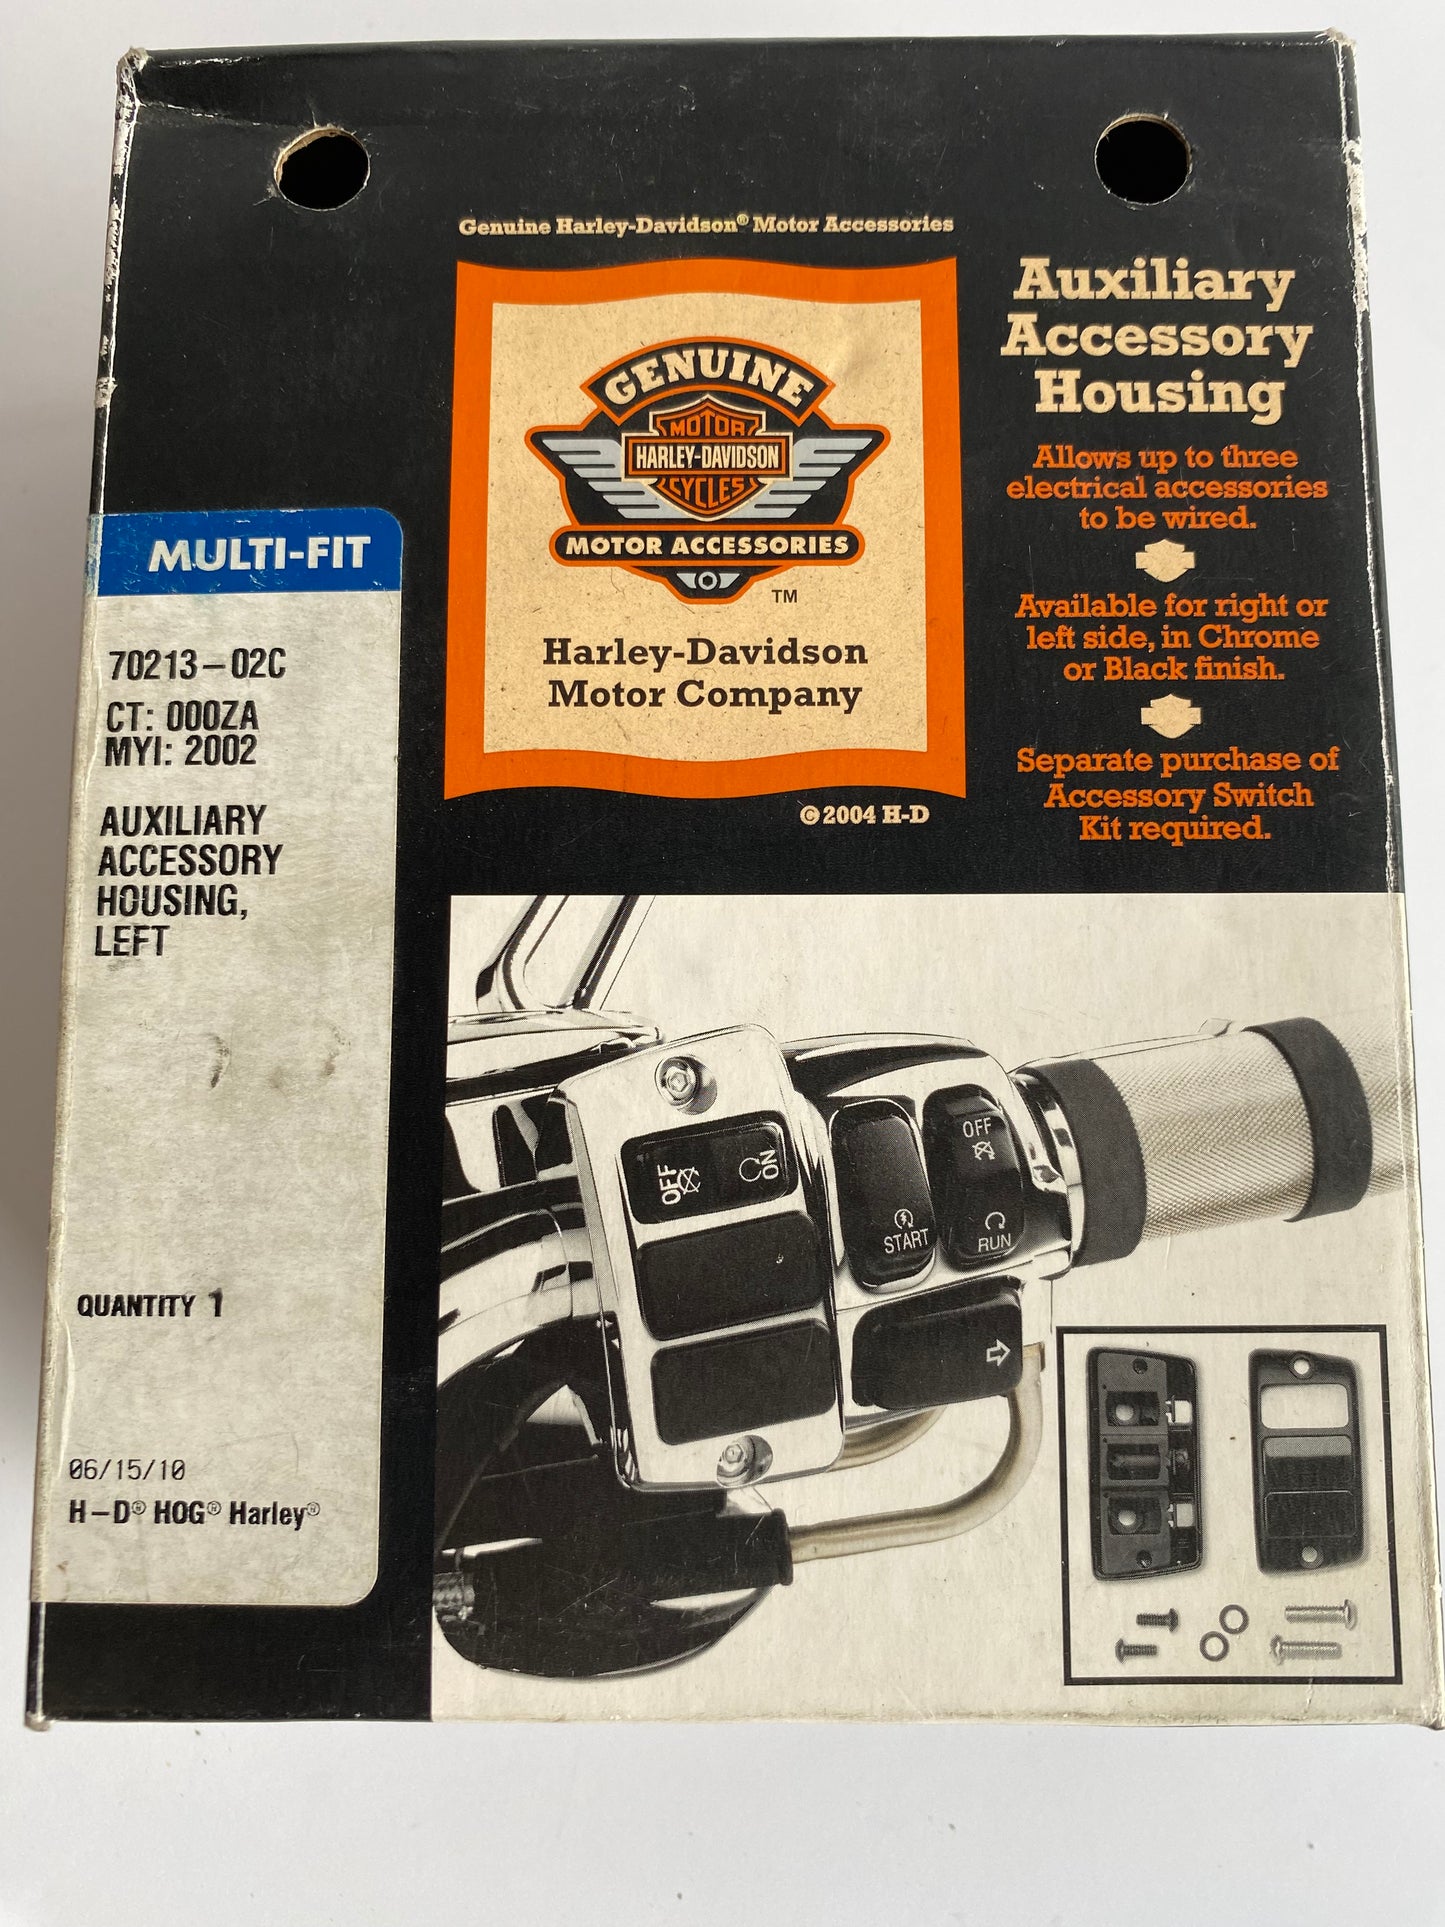 Genuine Harley-Davidson® Motor Accessories
GENUINE
MOTOR
HARLEY-DAVIDSON
CYCLES
MOTOR ACCESSORIES
TM
Harley-Davidson
Motor Company
© 2004 H-D
Auxiliary
Accessory
Housing
Allows up to three
electrical accessories
to be wired.
Available for right or
left side, in Chrome
or Black finish.
Separate purchase of
Accessory Switch
Kit required.
MULTI-FIT
70213-02C
CT: 000ZA
MYI: 2002
AUXILIARY
ACCESSORY
HOUSING,
LEFT
QUANTITY 1
06/15/10
H-D® HOG® Harley®
OFF
ON
START
OFF
RUN